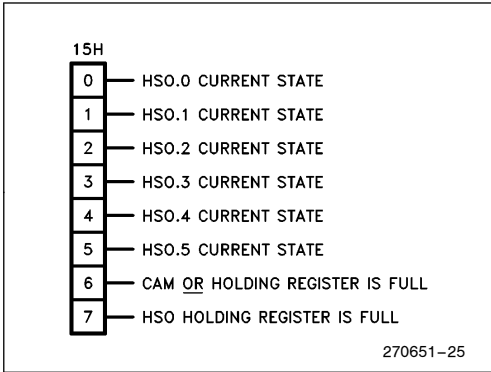 15H
0 HSO.0 CURRENT STATE
1 HSO.1 CURRENT STATE
2 HSO.2 CURRENT STATE
3 HSO.3 CURRENT STATE
4 HSO.4 CURRENT STATE
5 HSO.5 CURRENT STATE
6 CAM OR HOLDING REGISTER IS FULL
7 HSO HOLDING REGISTER IS FULL
270651-25